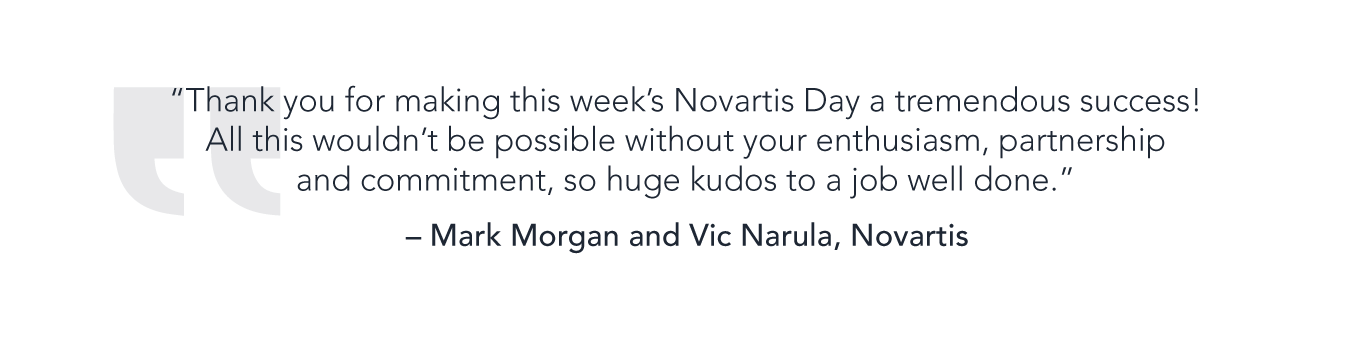 “Thank you for making this week’s Novartis Day a tremendous success!
All this wouldn’t be possible without your enthusiasm, partnership
and commitment, so huge kudos to a job well done.”
– Mark Morgan and Vic Narula, Novartis